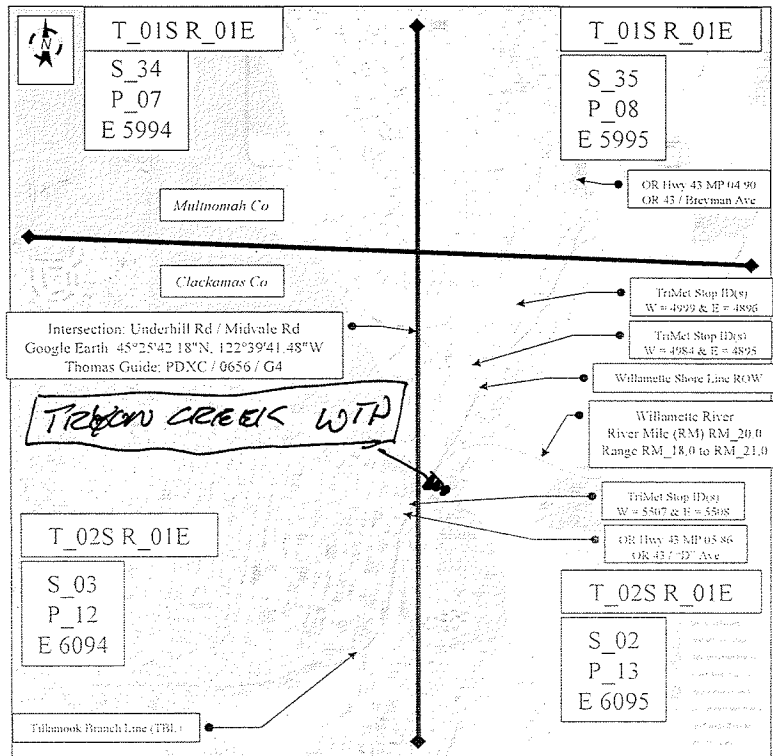 N
T_01S R_01E
S_34
P_07
E 5994
T_01S R_01E
S_35
P_08
E 5995
OR Hwy 43 MP 04.90
OR 43 / Brevman Ave
Multnomah Co
Clackamas Co
TriMet Stop ID(s)
W = 4999 & E = 4896
Intersection: Underhill Rd / Midvale Rd
Google Earth 45°25'42.18"N, 122°39'41.48"W
Thomas Guide: PDXC / 0656 / G4
TriMet Stop ID(s)
W = 4984 & E = 4895
Willamette Shore Line ROW
TRYON CREEK WTP
Willamette River
River Mile (RM) RM_20.0
Range RM_18.0 to RM_21.0
TriMet Stop ID(s)
W = 5507 & E = 5508
OR Hwy 43 MP 05.86
OR 43 / "D" Ave
T_02S R_01E
S_03
P_12
E 6094
T_02S R_01E
S_02
P_13
E 6095
Tillamook Branch Line (TBL)